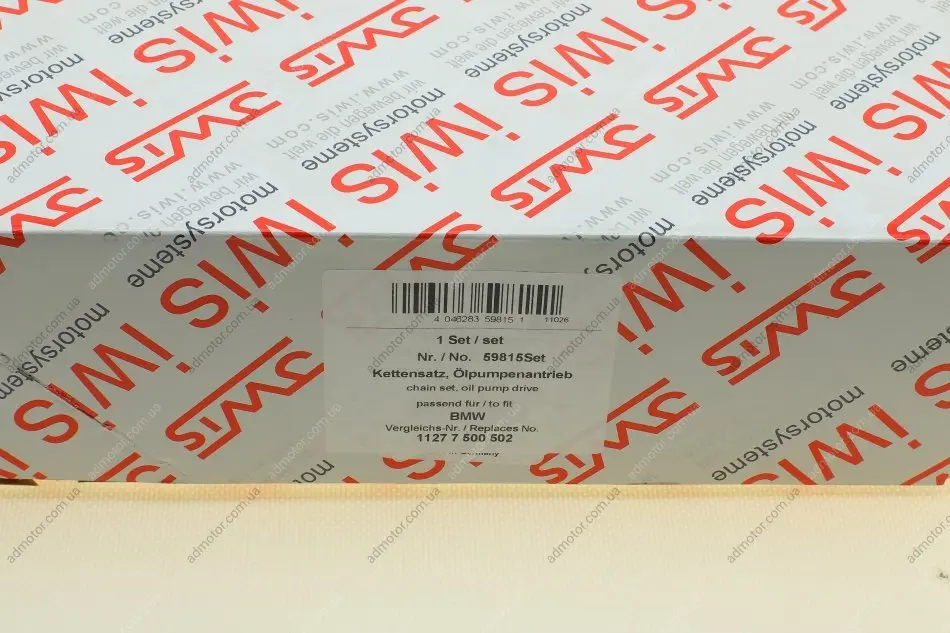 iwis
motorsysteme
wir bewegen die welt
www.iwis.com
4 046283 59815 1 11026
1 Set / set
Nr. / No. 59815Set
Kettensatz, Ölpumpenantrieb
chain set, oil pump drive
passend für / to fit
BMW
Vergleichs-Nr. / Replaces No.
1127 7 500 502
in Germany
admotor.com.ua